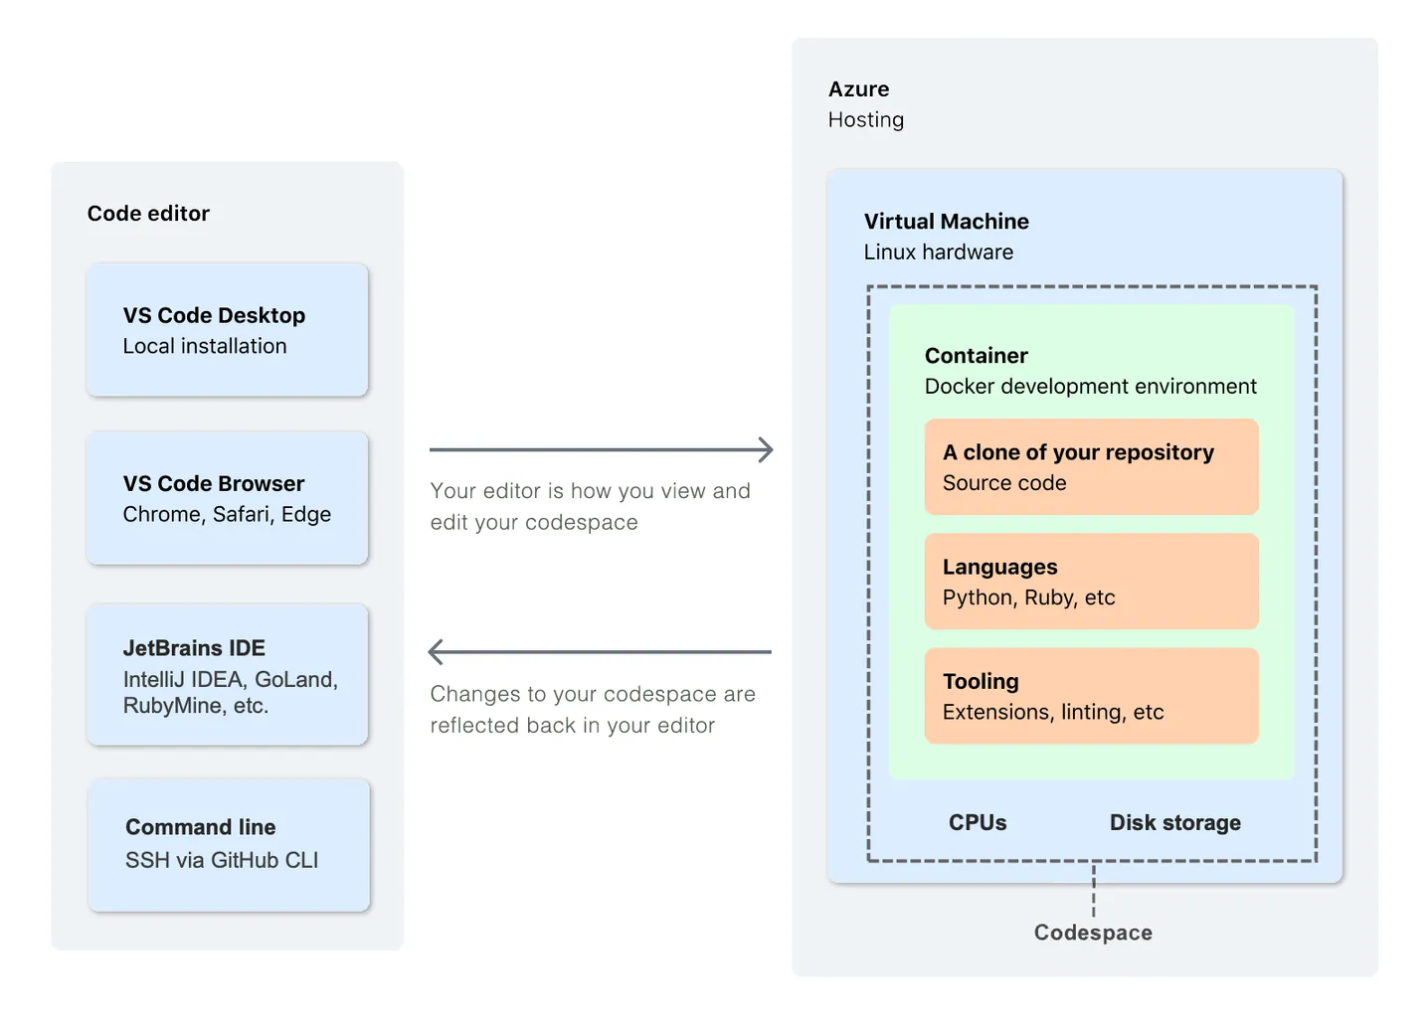 Code editor
VS Code Desktop
Local installation
VS Code Browser
Chrome, Safari, Edge
JetBrains IDE
IntelliJ IDEA, GoLand,
RubyMine, etc.
Command line
SSH via GitHub CLI
Your editor is how you view and
edit your codespace
Changes to your codespace are
reflected back in your editor
Azure
Hosting
Virtual Machine
Linux hardware
Container
Docker development environment
A clone of your repository
Source code
Languages
Python, Ruby, etc
Tooling
Extensions, linting, etc
CPUs
Disk storage
Codespace